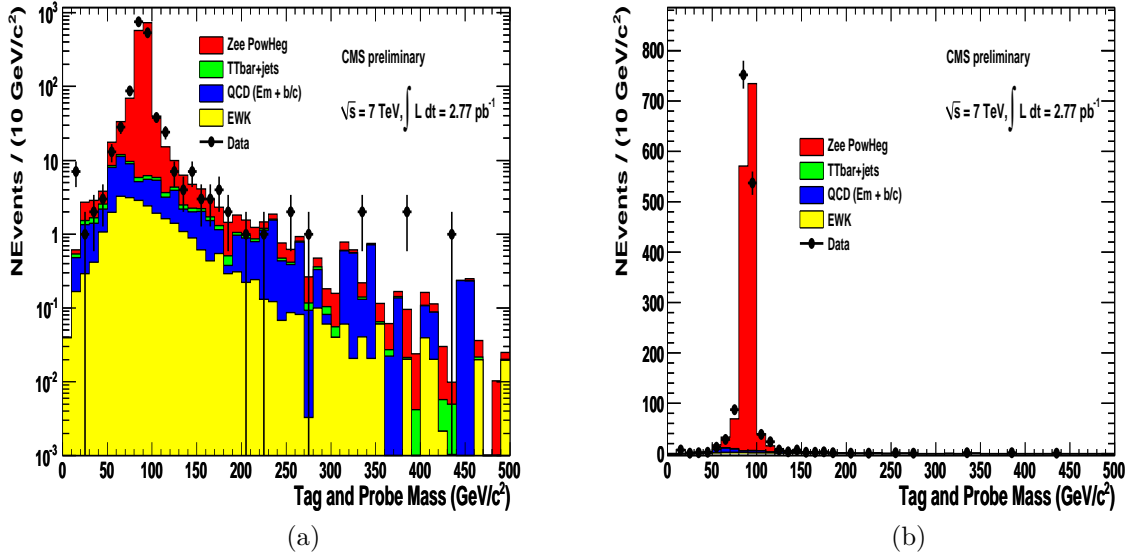 NEvents / (10 GeV/c²)
10³
10²
10
1
10⁻¹
10⁻²
10⁻³
Zee PowHeg
TTbar+jets
QCD (Em + b/c)
EWK
Data
CMS preliminary
√s = 7 TeV, ∫ L dt = 2.77 pb⁻¹
0 50 100 150 200 250 300 350 400 450 500
Tag and Probe Mass (GeV/c²)
(a)
NEvents / (10 GeV/c²)
800
700
600
500
400
300
200
100
0
CMS preliminary
√s = 7 TeV, ∫ L dt = 2.77 pb⁻¹
Zee PowHeg
TTbar+jets
QCD (Em + b/c)
EWK
Data
0 50 100 150 200 250 300 350 400 450 500
Tag and Probe Mass (GeV/c²)
(b)